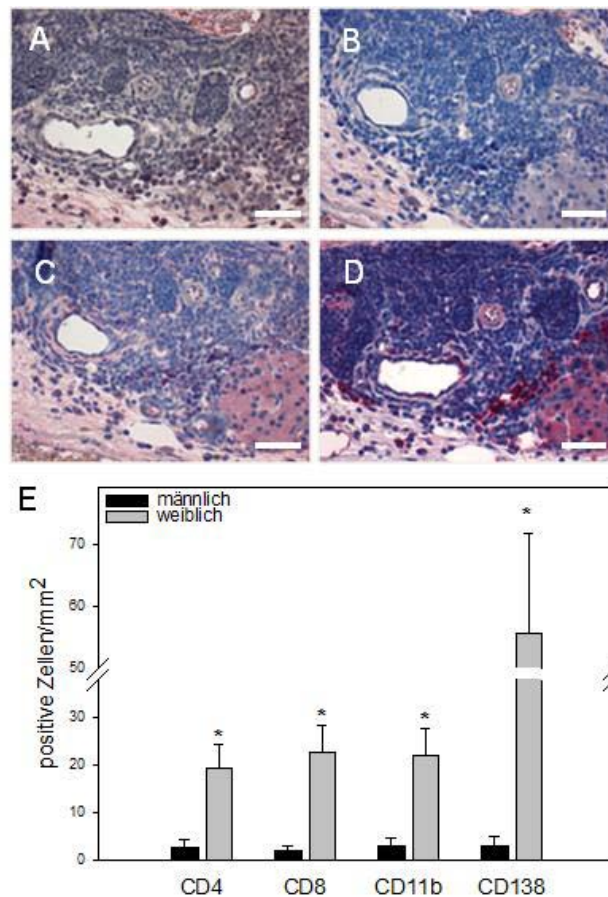 A
B
C
D
E
männlich
weiblich
positive Zellen/mm²
70
60
50
30
20
10
0
*
*
*
*
CD4
CD8
CD11b
CD138